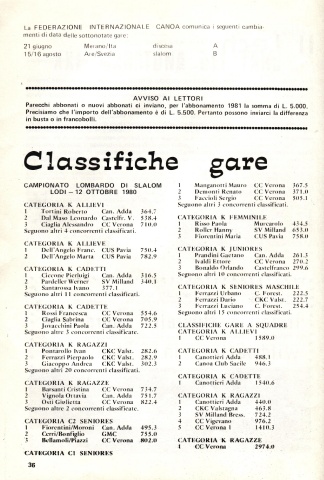 La FEDERAZIONE INTERNAZIONALE CANOA comunica i seguenti cambia-
menti di data delle sottonotate gare:
21 giugno Merano/Ita discesa A
15/16 agosto Are/Svezia slalom B
AVVISO AI LETTORI
Parecchi abbonati o nuovi abbonati ci inviano, per l'abbonamento 1981 la somma di L. 5.000.
Precisiamo che l'importo dell'abbonamento è di L. 5.500. Pertanto possono inviarci la differenza
in busta o in francobolli.
Classifiche gare
CAMPIONATO LOMBARDO DI SLALOM
LODI – 12 OTTOBRE 1980
CATEGORIA K ALLIEVI
1 Tortini Roberto Can. Adda 364.7
2 Dal Maso Leonardo Castelfr. V. 538.4
3 Ciaglia Alessandro CC Verona 710.0
Seguono altri 4 concorrenti classificati.
CATEGORIA K ALLIEVE
1 Dell'Angelo Franc. CUS Pavia 750.4
2 Dell'Angelo Marta CUS Pavia 782.9
CATEGORIA K CADETTI
1 Ciccone Pierluigi Can. Adda 316.5
2 Pardeller Werner SV Milland 340.1
3 Santarossa Ivano 377.1
Seguono altri 11 concorrenti classificati.
CATEGORIA K CADETTE
1 Rossi Francesca CC Verona 554.6
2 Ciaglia Sabrina CC Verona 705.9
3 Jovacchini Paola Can. Adda 722.3
Seguono altre 5 concorrenti classificate.
CATEGORIA K RAGAZZI
1 Pontarollo Ivan CKC Valst. 282.6
2 Ferrazzi Pierpaolo CKC Valst. 282.9
3 Giacoppo Andrea CKC Valst. 302.3
Seguono altri 20 concorrenti classificati.
CATEGORIA K RAGAZZE
1 Barsanti Cristina CC Verona 734.7
2 Vignola Ottavia Can. Adda 751.7
3 Osti Giulietta CC Verona 822.4
Seguono altre 2 concorrenti classificate.
CATEGORIA C2 SENIORES
1 Fiorentini/Moroni Can. Adda 495.3
2 Cerri/Bonfiglio GMC 755.0
3 Bellamoli/Piazzi CC Verona 802.0
CATEGORIA C1 SENIORES
1 Manganotti Mauro CC Verona 367.5
2 Demonti Renato CC Verona 371.0
3 Faccioli Sergio CC Verona 505.1
Seguono altri 3 concorrenti classificati.
CATEGORIA K FEMMINILE
1 Risso Paola Murcarolo 434.5
2 Roller Hanny SV Milland 653.0
3 Fiorentini Maria CUS Pavia 758.0
CATEGORIA K JUNIORES
1 Prandini Gaetano Can. Adda 261.3
2 Ivaldi Ettore CC Verona 270.2
3 Bonaldo Orlando Castelfranco 299.6
Seguono altri 10 concorrenti classificati.
CATEGORIA K SENIORES MASCHILE
1 Ferrazzi Urbano C. Forest. 222.5
2 Ferrazzi Dario CKC Valst. 222.7
3 Ferrazzi Luciano C. Forest. 254.4
Seguono altri 15 concorrenti classificati.
CLASSIFICHE GARE A SQUADRE
CATEGORIA K ALLIEVI
1 CC Verona 1589.0
CATEGORIA K CADETTI
1 Canottieri Adda 488.1
2 Canoa Club Sacile 946.3
CATEGORIA K CADETTE
1 Canottieri Adda 1540.6
CATEGORIA K RAGAZZI
1 Canottieri Adda 440.0
2 CKC Valstagna 463.8
3 SV Milland Bress. 724.2
4 CC Vigevano 976.2
5 CC Verona 1 1410.3
CATEGORIA K RAGAZZE
1 CC Verona 2974.0
36